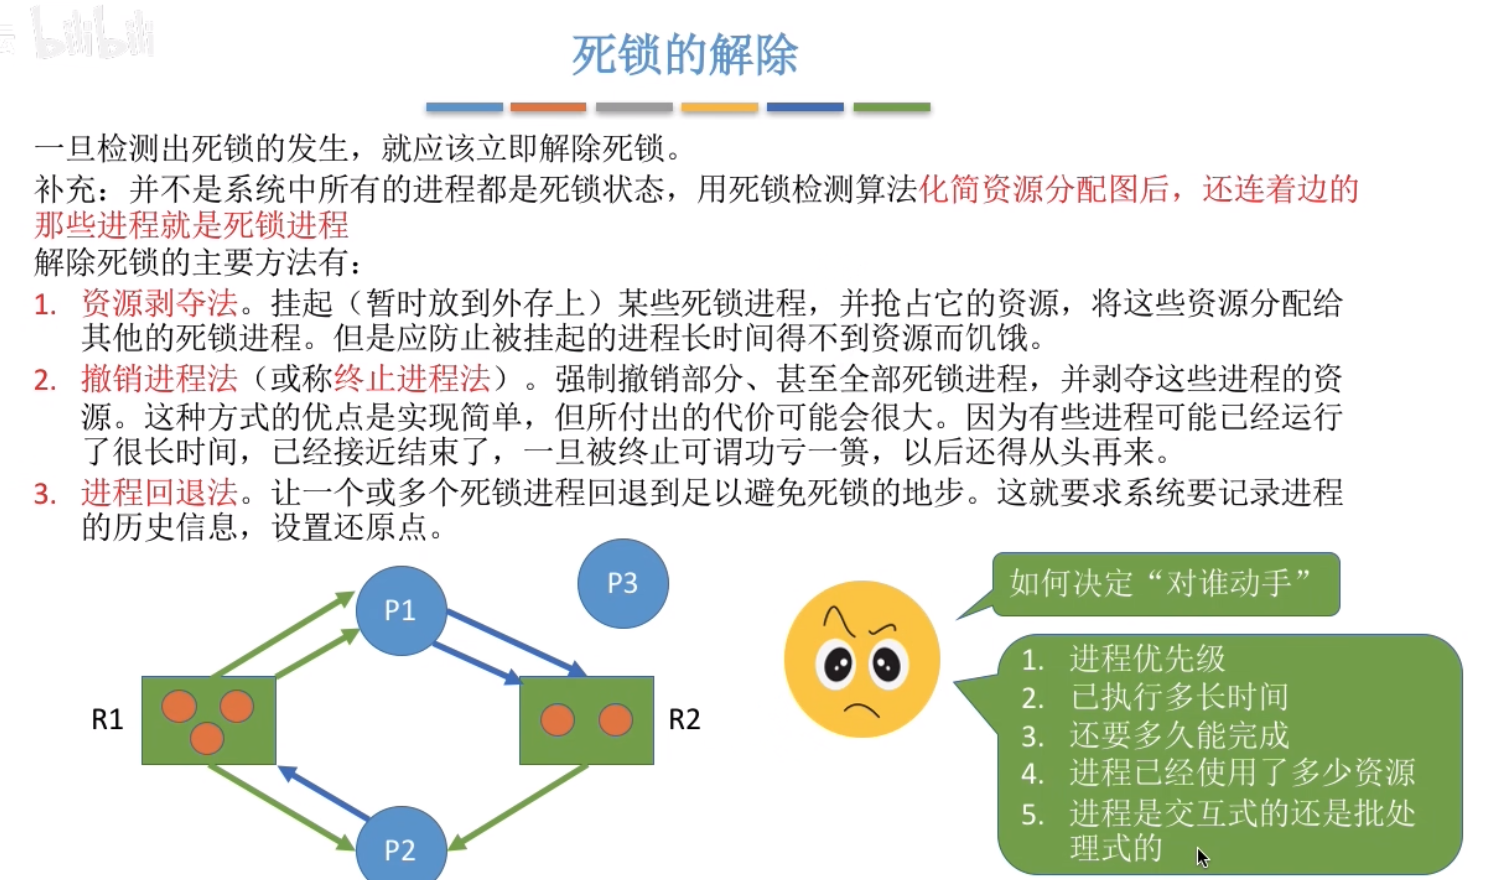 bilibili
死锁的解除
一旦检测出死锁的发生，就应该立即解除死锁。
补充：并不是系统中所有的进程都是死锁状态，用死锁检测算法化简资源分配图后，还连着边的
那些进程就是死锁进程
解除死锁的主要方法有：
1. 资源剥夺法。挂起（暂时放到外存上）某些死锁进程，并抢占它的资源，将这些资源分配给
其他的死锁进程。但是应防止被挂起的进程长时间得不到资源而饥饿。
2. 撤销进程法（或称终止进程法）。强制撤销部分、甚至全部死锁进程，并剥夺这些进程的资
源。这种方式的优点是实现简单，但所付出的代价可能会很大。因为有些进程可能已经运行
了很长时间，已经接近结束了，一旦被终止可谓功亏一篑，以后还得从头再来。
3. 进程回退法。让一个或多个死锁进程回退到足以避免死锁的地步。这就要求系统要记录进程
的历史信息，设置还原点。
P1
P3
R1
R2
P2
如何决定“对谁动手”
1. 进程优先级
2. 已执行多长时间
3. 还要多久能完成
4. 进程已经使用了多少资源
5. 进程是交互式的还是批处
理式的